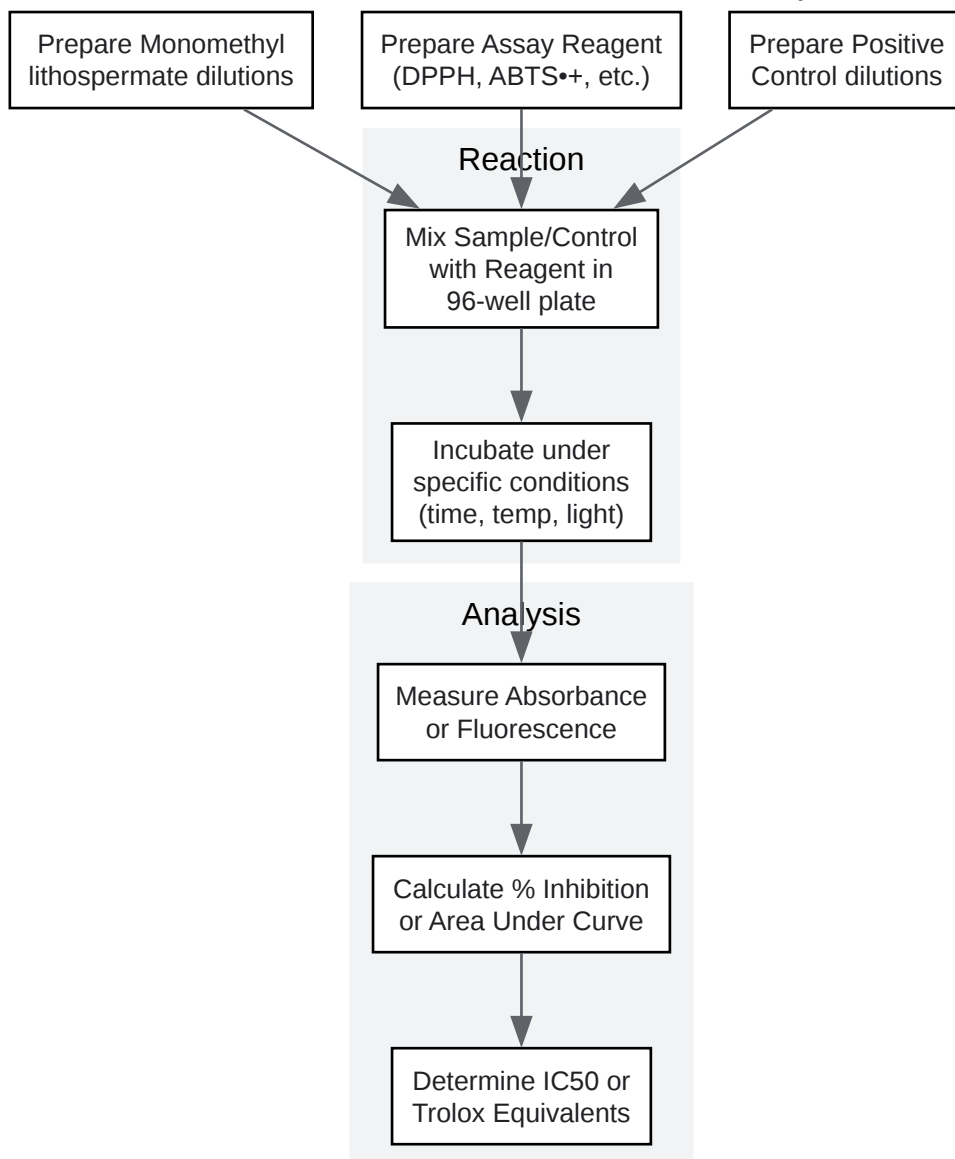 Prepare Monomethyl
lithospermate dilutions
Prepare Assay Reagent
(DPPH, ABTS•+, etc.)
Prepare Positive
Control dilutions
Reaction
Mix Sample/Control
with Reagent in
96-well plate
Incubate under
specific conditions
(time, temp, light)
Analysis
Measure Absorbance
or Fluorescence
Calculate % Inhibition
or Area Under Curve
Determine IC50 or
Trolox Equivalents